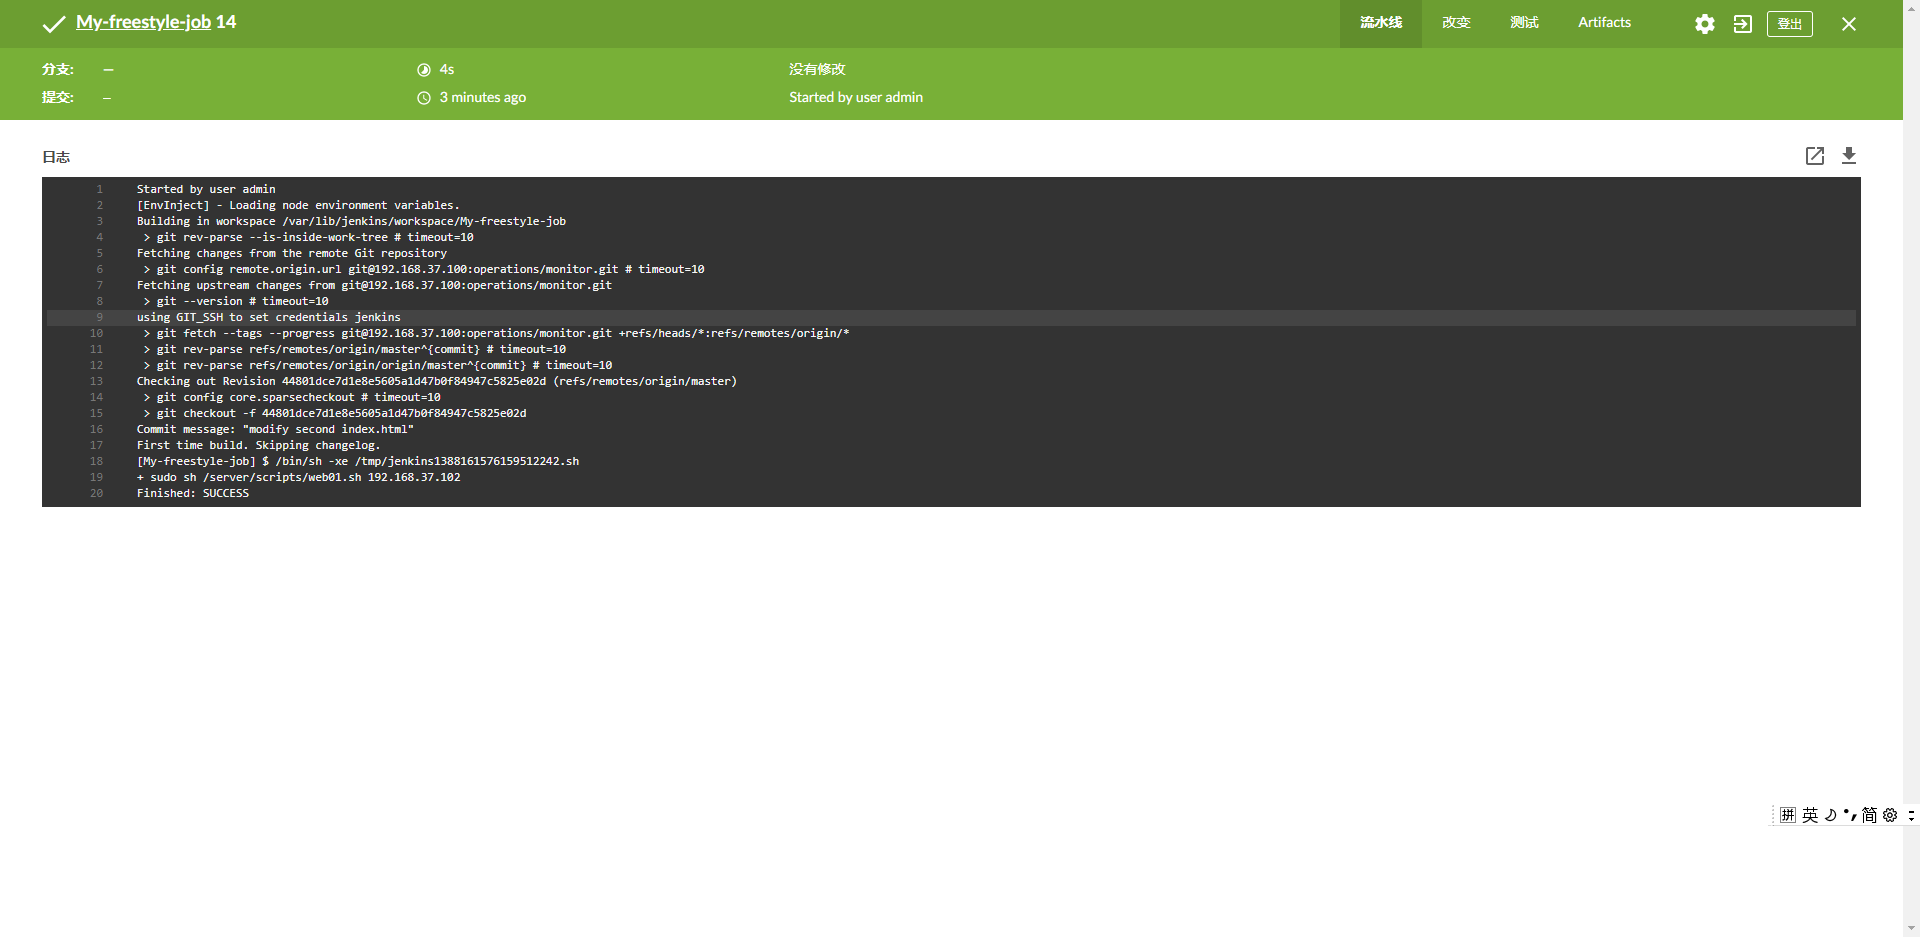 My-freestyle-job 14
流水线 改变 测试 Artifacts 登出
分支: — 4s 没有修改
提交: – 3 minutes ago Started by user admin
日志
1 Started by user admin
2 [EnvInject] - Loading node environment variables.
3 Building in workspace /var/lib/jenkins/workspace/My-freestyle-job
4 > git rev-parse --is-inside-work-tree # timeout=10
5 Fetching changes from the remote Git repository
6 > git config remote.origin.url git@192.168.37.100:operations/monitor.git # timeout=10
7 Fetching upstream changes from git@192.168.37.100:operations/monitor.git
8 > git --version # timeout=10
9 using GIT_SSH to set credentials jenkins
10 > git fetch --tags --progress git@192.168.37.100:operations/monitor.git +refs/heads/*:refs/remotes/origin/*
11 > git rev-parse refs/remotes/origin/master^{commit} # timeout=10
12 > git rev-parse refs/remotes/origin/origin/master^{commit} # timeout=10
13 Checking out Revision 44801dce7d1e8e5605a1d47b0f84947c5825e02d (refs/remotes/origin/master)
14 > git config core.sparsecheckout # timeout=10
15 > git checkout -f 44801dce7d1e8e5605a1d47b0f84947c5825e02d
16 Commit message: "modify second index.html"
17 First time build. Skipping changelog.
18 [My-freestyle-job] $ /bin/sh -xe /tmp/jenkins1388161576159512242.sh
19 + sudo sh /server/scripts/web01.sh 192.168.37.102
20 Finished: SUCCESS
拼 英 简